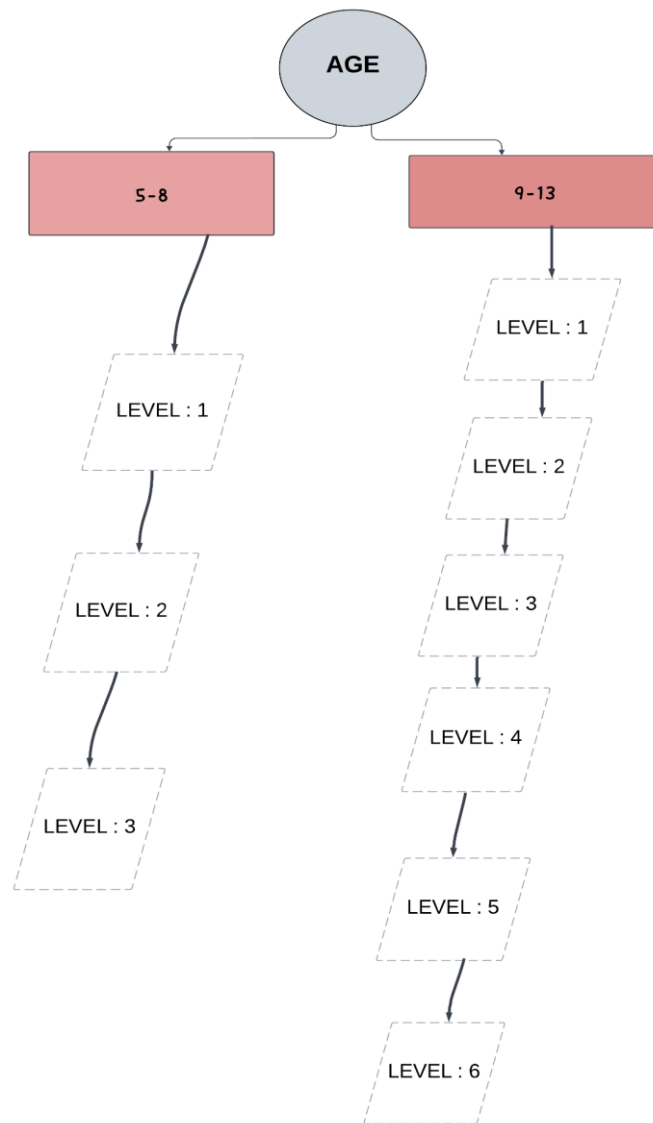 AGE
5-8
9-13
LEVEL : 1
LEVEL : 2
LEVEL : 3
LEVEL : 1
LEVEL : 2
LEVEL : 3
LEVEL : 4
LEVEL : 5
LEVEL : 6